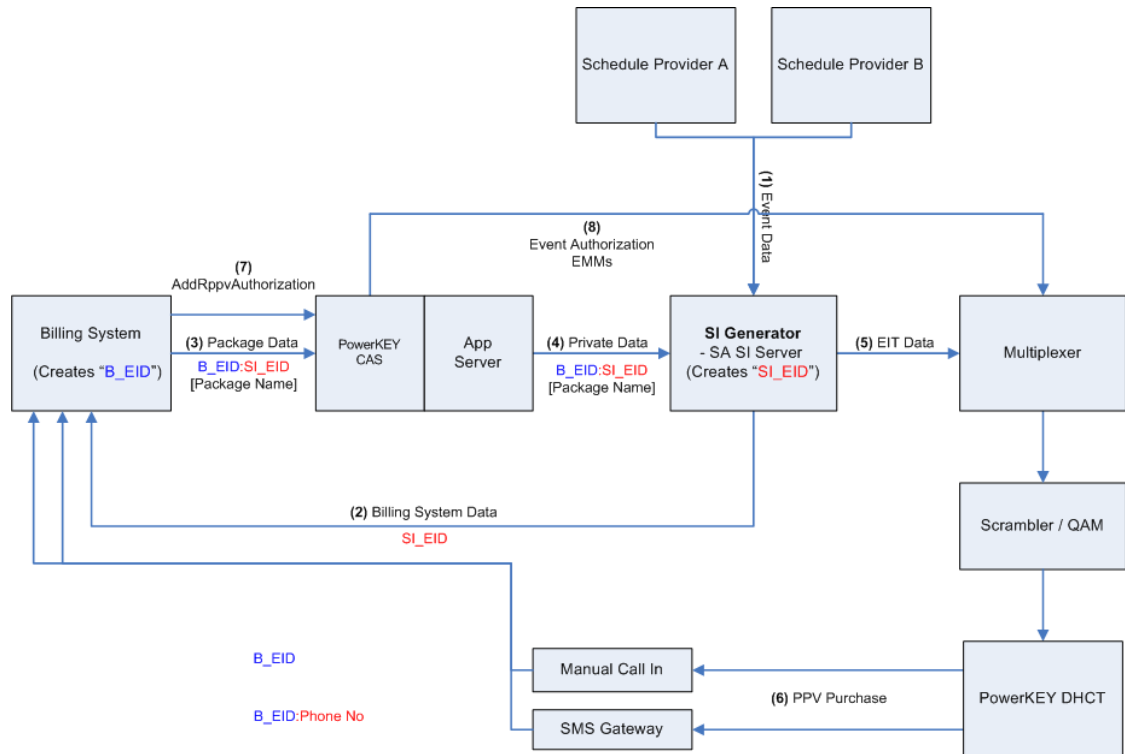 Schedule Provider A
Schedule Provider B
(1) Event Data
(8)
Event Authorization
EMMs
(7)
AddRppvAuthorization
Billing System
(Creates "B_EID")
(3) Package Data
B_EID:SI_EID
[Package Name]
PowerKEY
CAS
App
Server
(4) Private Data
B_EID:SI_EID
[Package Name]
SI Generator
- SA SI Server
(Creates "SI_EID")
(5) EIT Data
Multiplexer
(2) Billing System Data
SI_EID
Scrambler / QAM
B_EID
Manual Call In
(6) PPV Purchase
PowerKEY DHCT
B_EID:Phone No
SMS Gateway